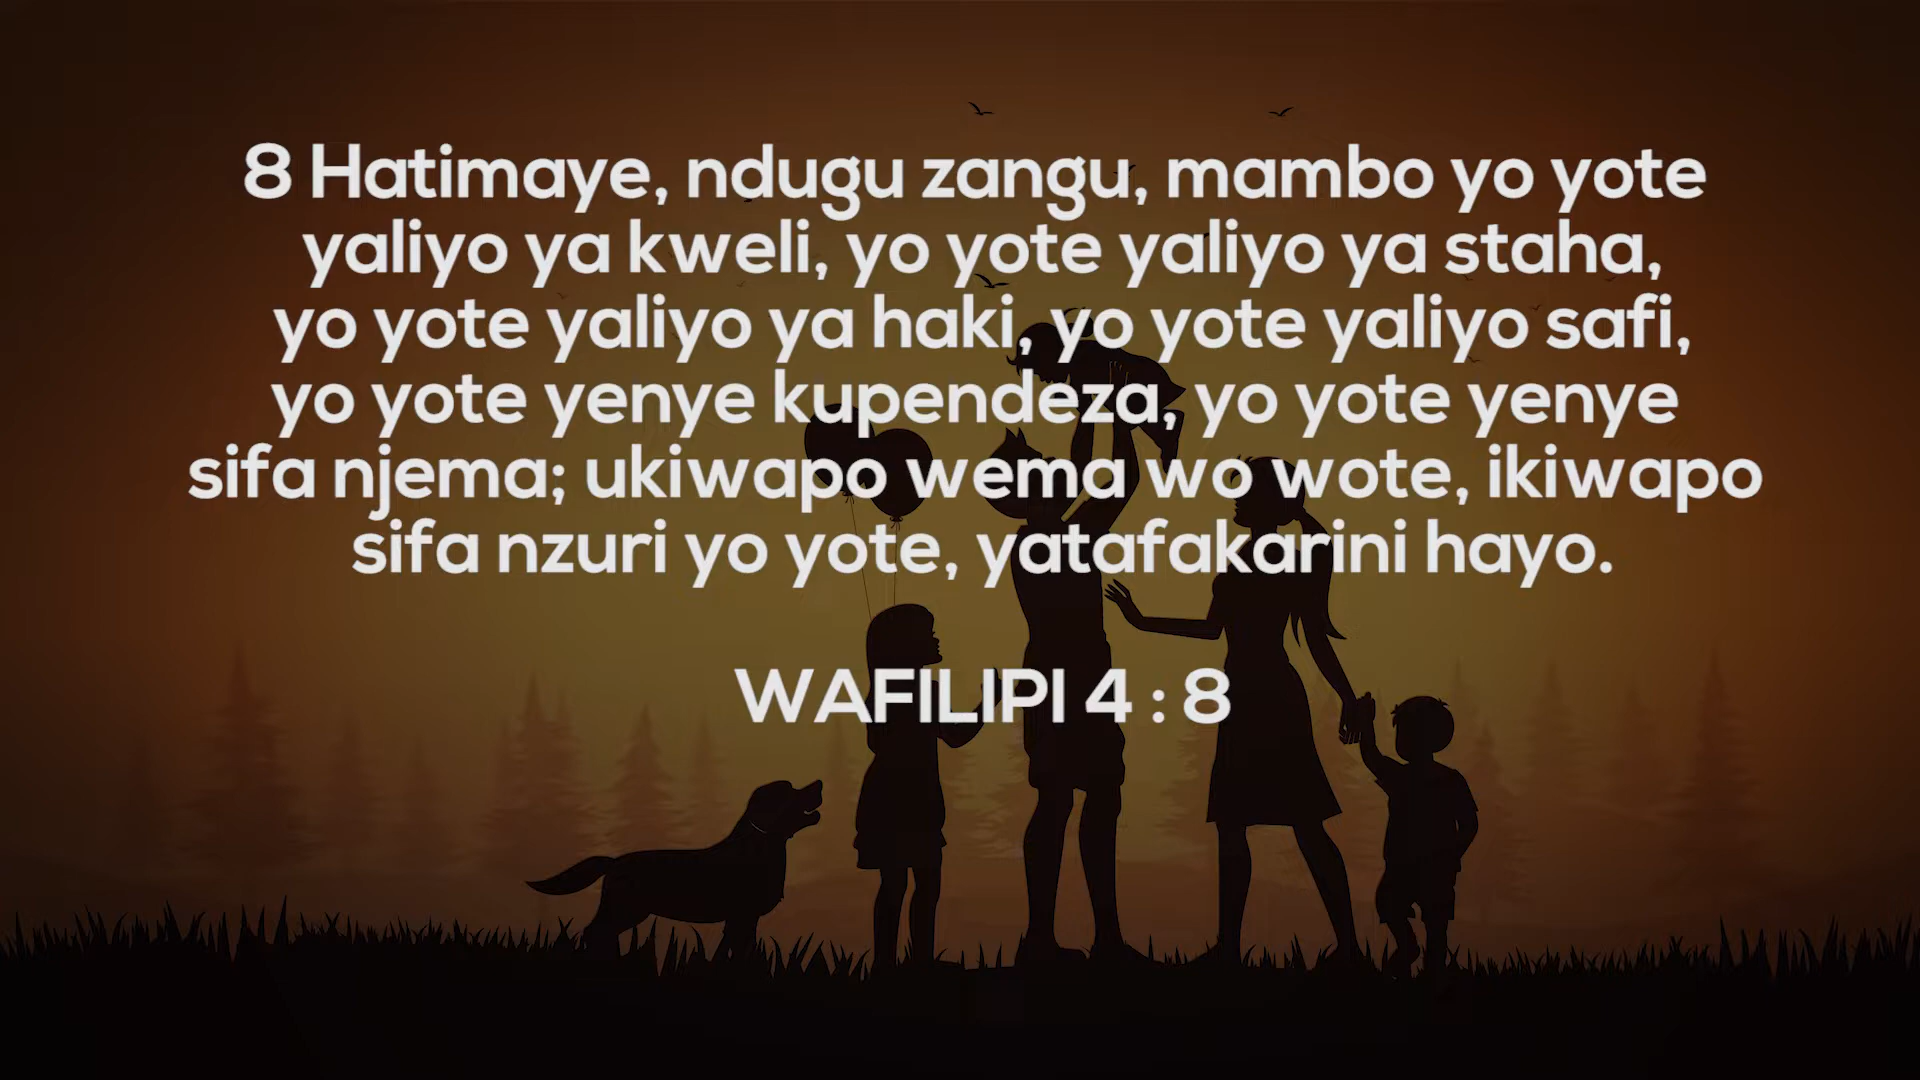 8 Hatimaye, ndugu zangu, mambo yo yote
yaliyo ya kweli, yo yote yaliyo ya staha,
yo yote yaliyo ya haki, yo yote yaliyo safi,
yo yote yenye kupendeza, yo yote yenye
sifa njema; ukiwapo wema wo wote, ikiwapo
sifa nzuri yo yote, yatafakarini hayo.
WAFILIPI 4 : 8